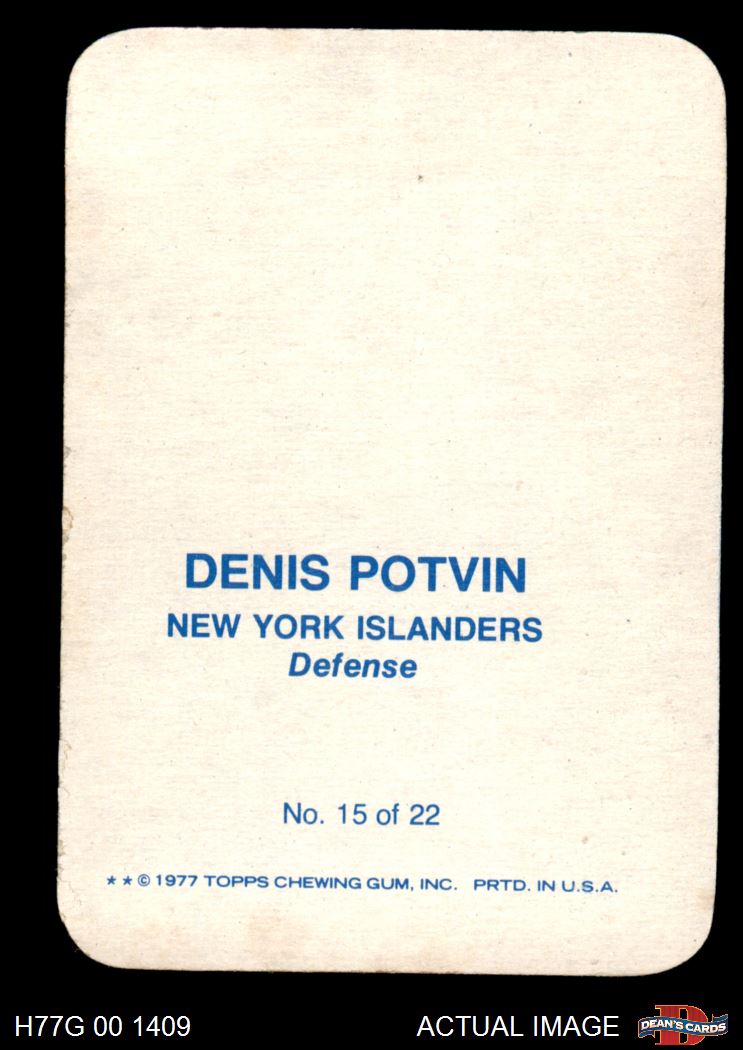 DENIS POTVIN
NEW YORK ISLANDERS
Defense
No. 15 of 22
* * © 1977 TOPPS CHEWING GUM, INC. PRTD. IN U.S.A.
H77G 00 1409 ACTUAL IMAGE D DEAN'S CARDS